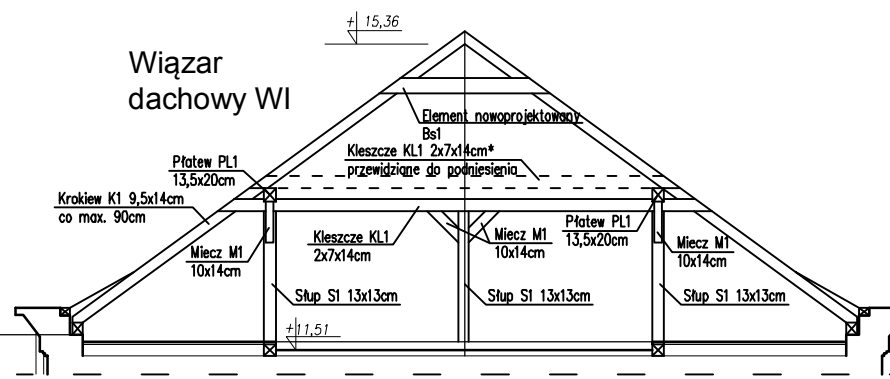 + 15,36
Wiązar
dachowy WI
Element nowoprojektowany
Bs1
Kleszcze KL1 2x7x14cm*
przewidziane do podniesienia
Płatew PL1
13,5x20cm
Krokiew K1 9,5x14cm
co max. 90cm
Płatew PL1
13,5x20cm
Kleszcze KL1
2x7x14cm
Miecz M1
10x14cm
Miecz M1
10x14cm
Miecz M1
10x14cm
Słup S1 13x13cm
Słup S1 13x13cm
Słup S1 13x13cm
+11,51